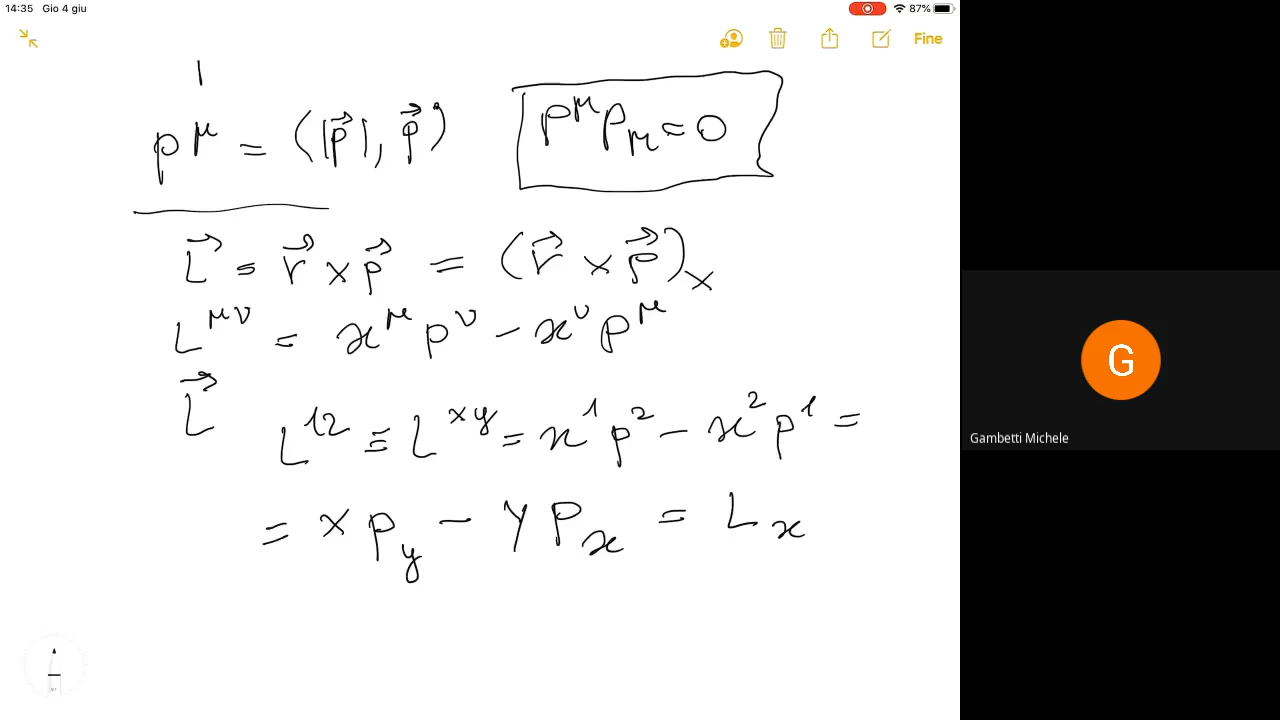 14:35 Gio 4 giu 87%
Fine
p^μ = (|p⃗|, p⃗) p^μ p_μ = 0
L⃗ = r⃗ × p⃗ = (r⃗ × p⃗)_x
L^{μν} = x^μ p^ν − x^ν p^μ
L⃗
L^{12} ≡ L^{xy} = x^1 p^2 − x^2 p^1 =
= x p_y − y p_x = L_x
G
Gambetti Michele